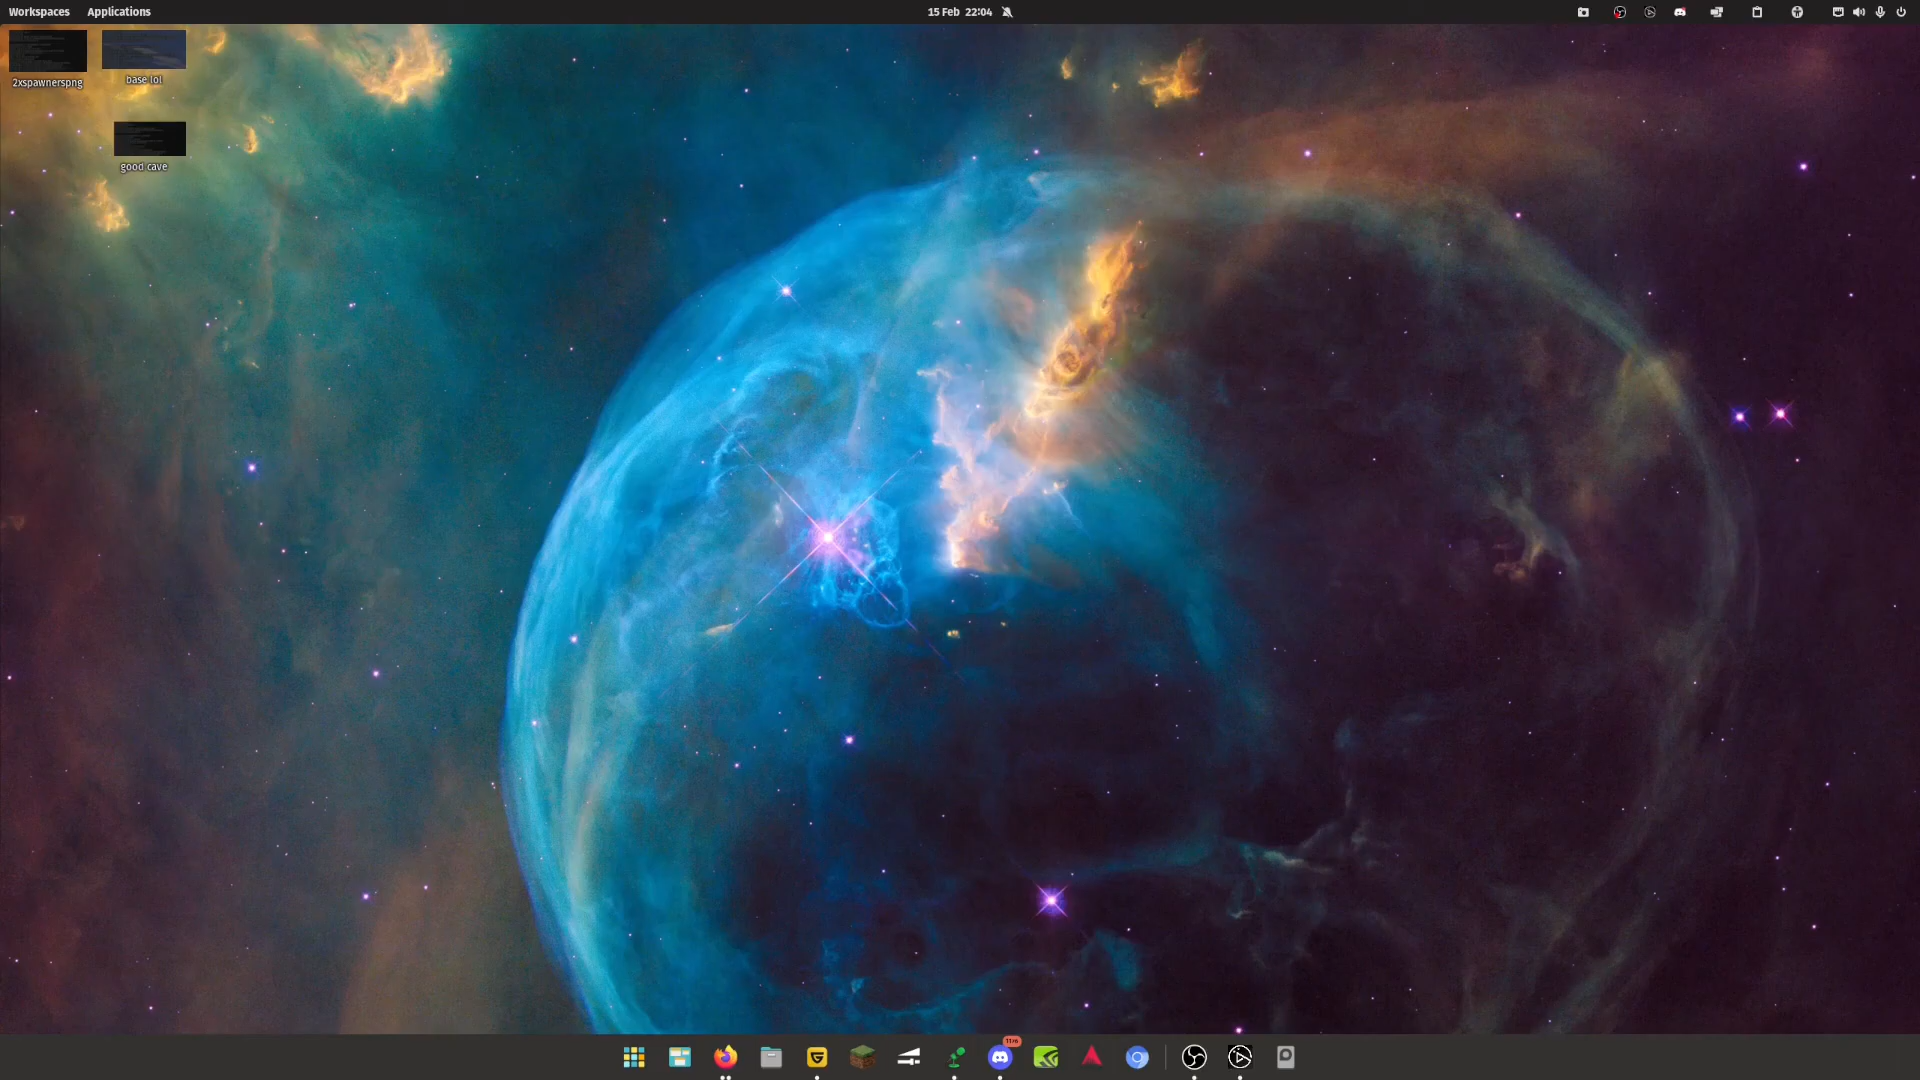 Workspaces Applications 15 Feb 22:04
2xspawnerspng base lol
good cave